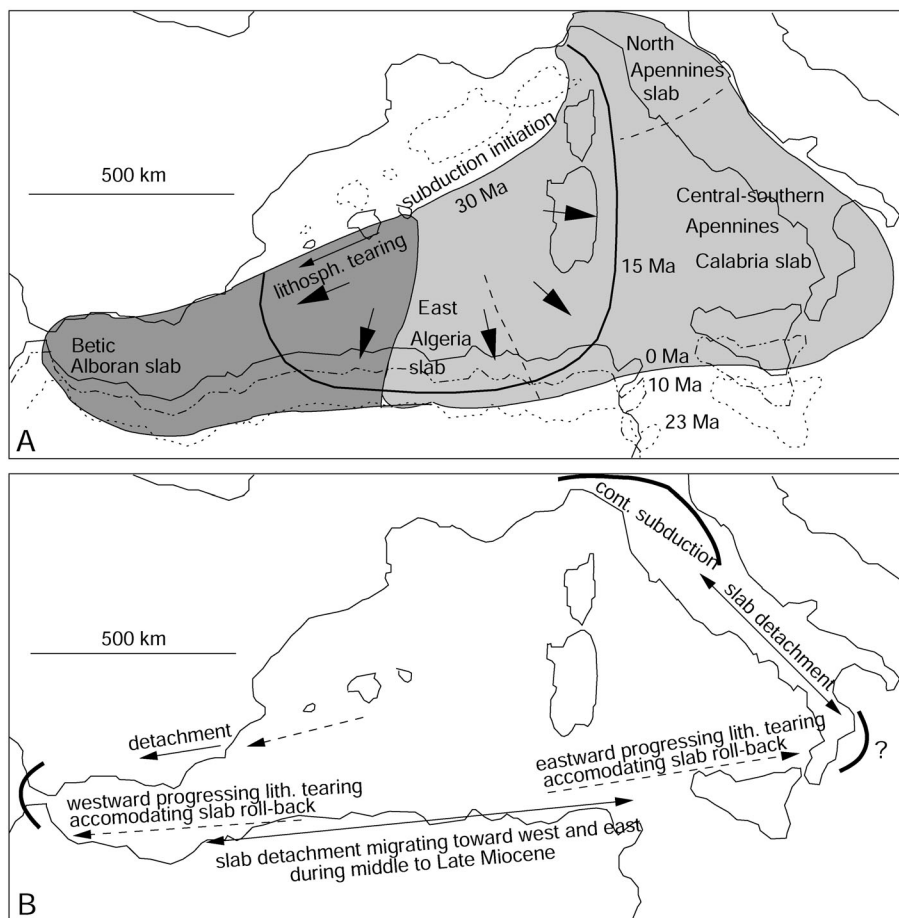 North
Apennines
slab
subduction initiation
500 km
30 Ma
Central-southern
Apennines
Calabria slab
lithosph. tearing
15 Ma
East
Algeria
slab
Betic
Alboran slab
0 Ma
10 Ma
23 Ma
A
cont. subduction
slab detachment
500 km
detachment
eastward progressing lith. tearing
accomodating slab roll-back
?
westward progressing lith. tearing
accomodating slab roll-back
slab detachment migrating toward west and east
during middle to Late Miocene
B